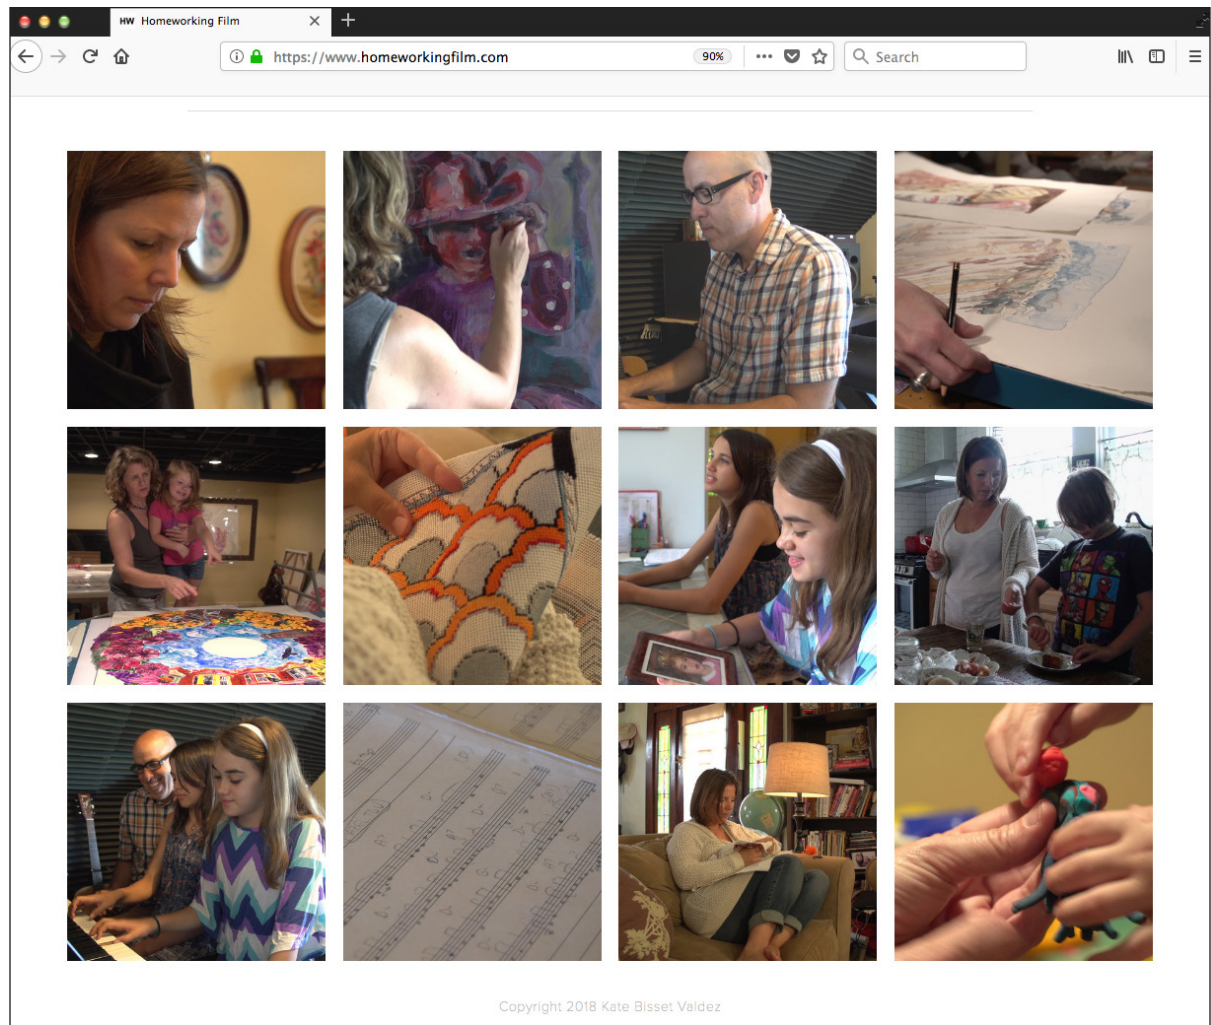 HW Homeworking Film
https://www.homeworkingfilm.com 90% Search
Copyright 2018 Kate Bisset Valdez